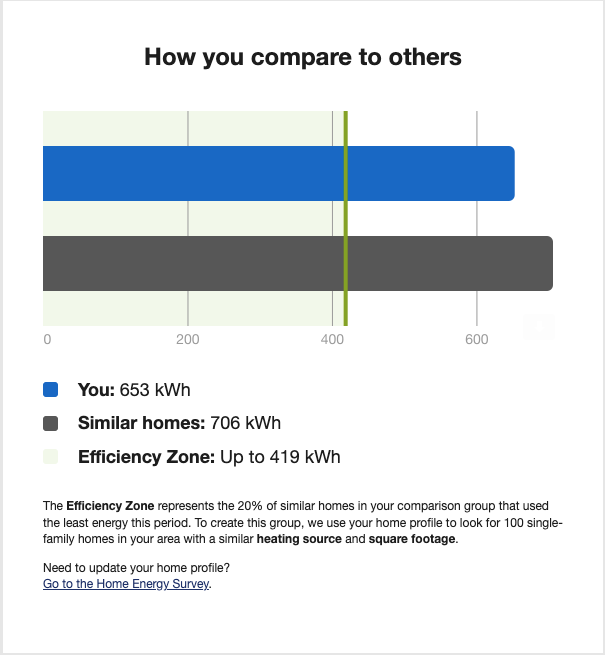 How you compare to others
0
200
400
600
You: 653 kWh
Similar homes: 706 kWh
Efficiency Zone: Up to 419 kWh
The Efficiency Zone represents the 20% of similar homes in your comparison group that used
the least energy this period. To create this group, we use your home profile to look for 100 single-
family homes in your area with a similar heating source and square footage.
Need to update your home profile?
Go to the Home Energy Survey.